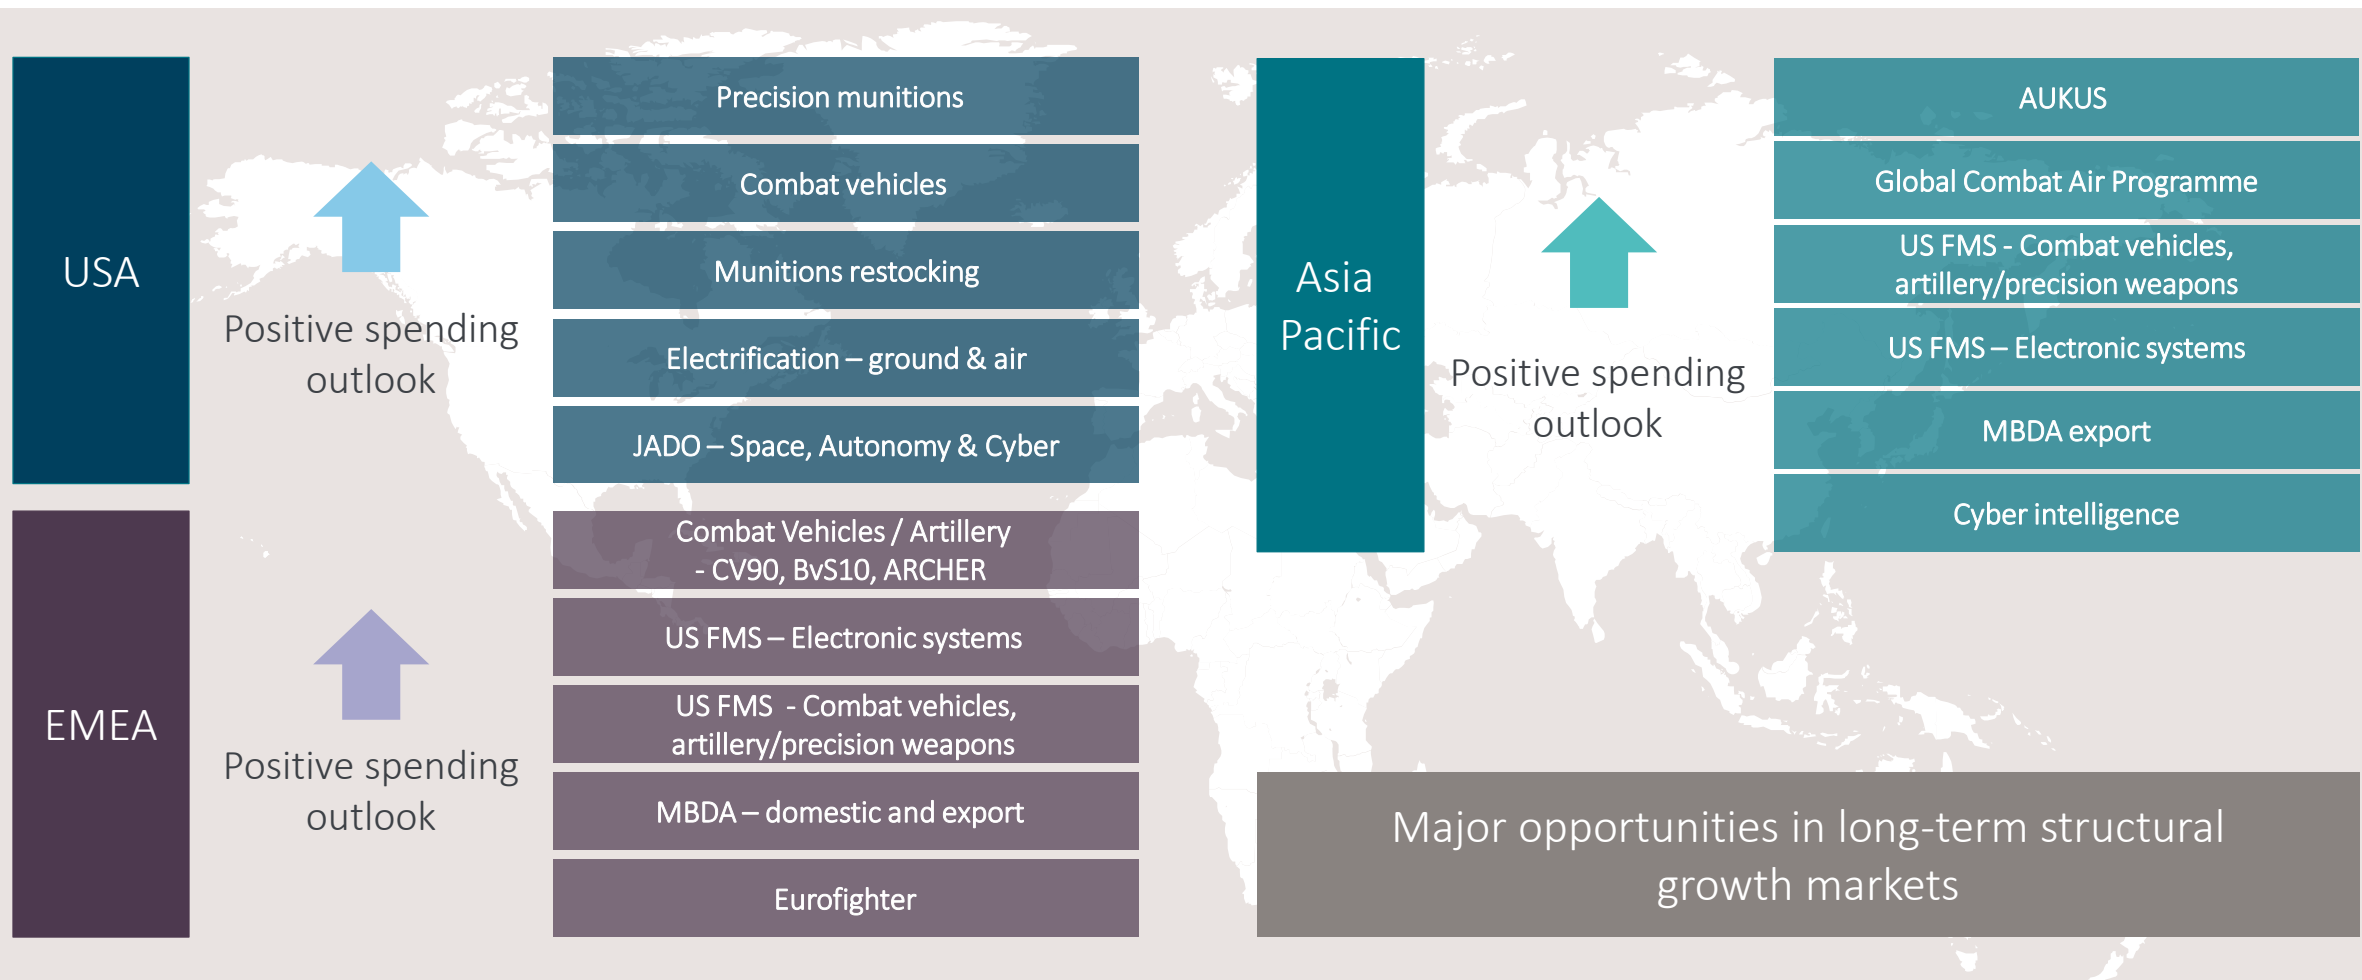 USA
Positive spending
outlook
Precision munitions
Combat vehicles
Munitions restocking
Electrification – ground & air
JADO – Space, Autonomy & Cyber
EMEA
Positive spending
outlook
Combat Vehicles / Artillery
- CV90, BvS10, ARCHER
US FMS – Electronic systems
US FMS  - Combat vehicles,
artillery/precision weapons
MBDA – domestic and export
Eurofighter
Asia
Pacific
Positive spending
outlook
AUKUS
Global Combat Air Programme
US FMS - Combat vehicles,
artillery/precision weapons
US FMS – Electronic systems
MBDA export
Cyber intelligence
Major opportunities in long-term structural
growth markets